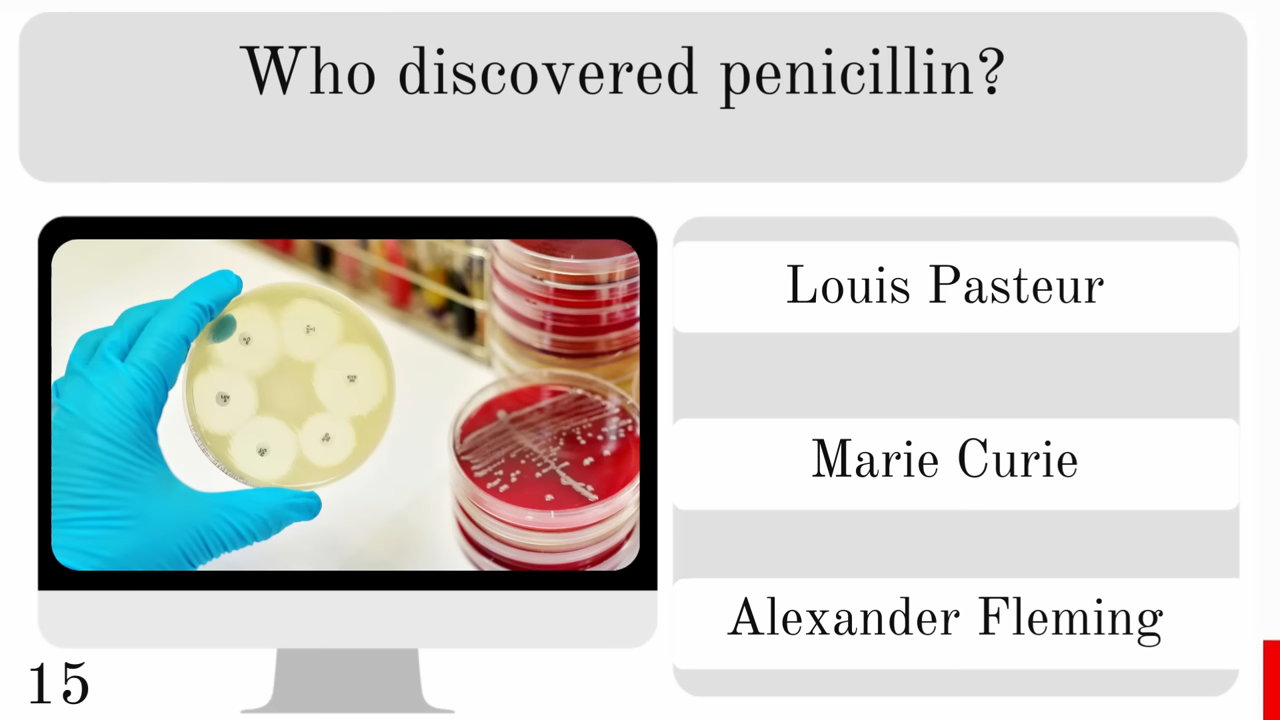 Who discovered penicillin?
Louis Pasteur
Marie Curie
Alexander Fleming
15